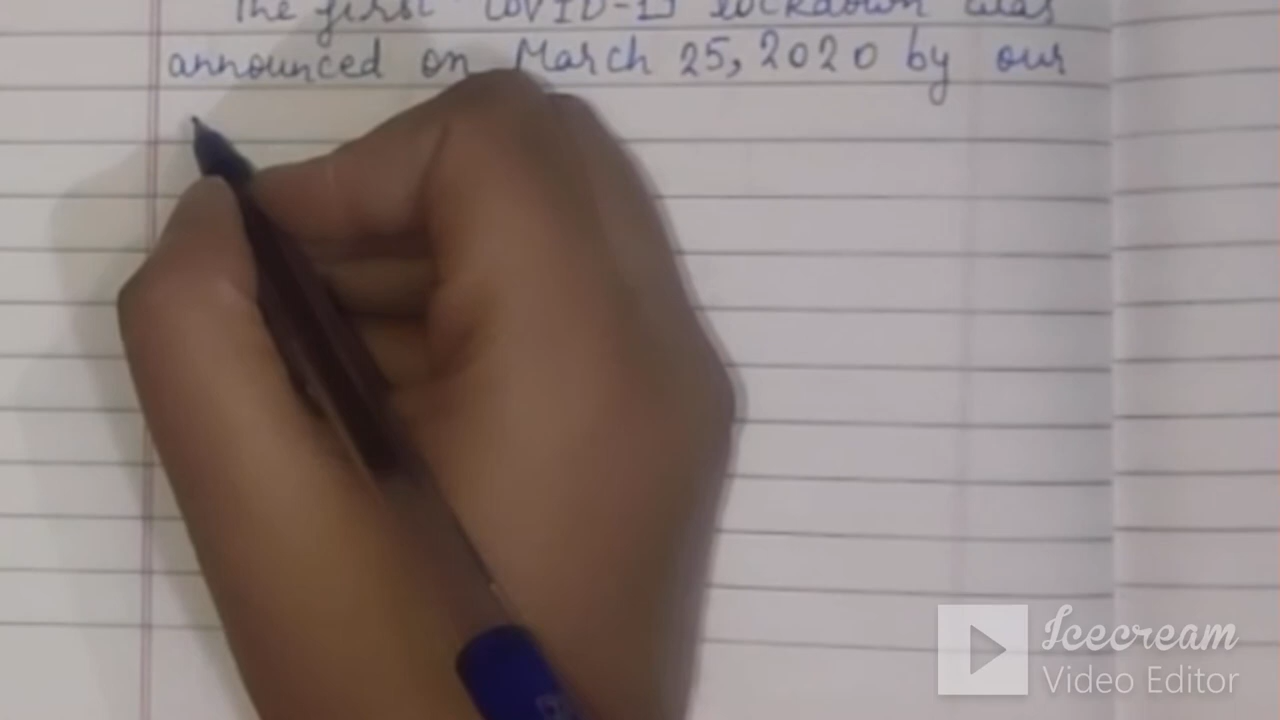 The first COVID-19 lockdown was
announced on March 25, 2020 by our
Icecream
Video Editor